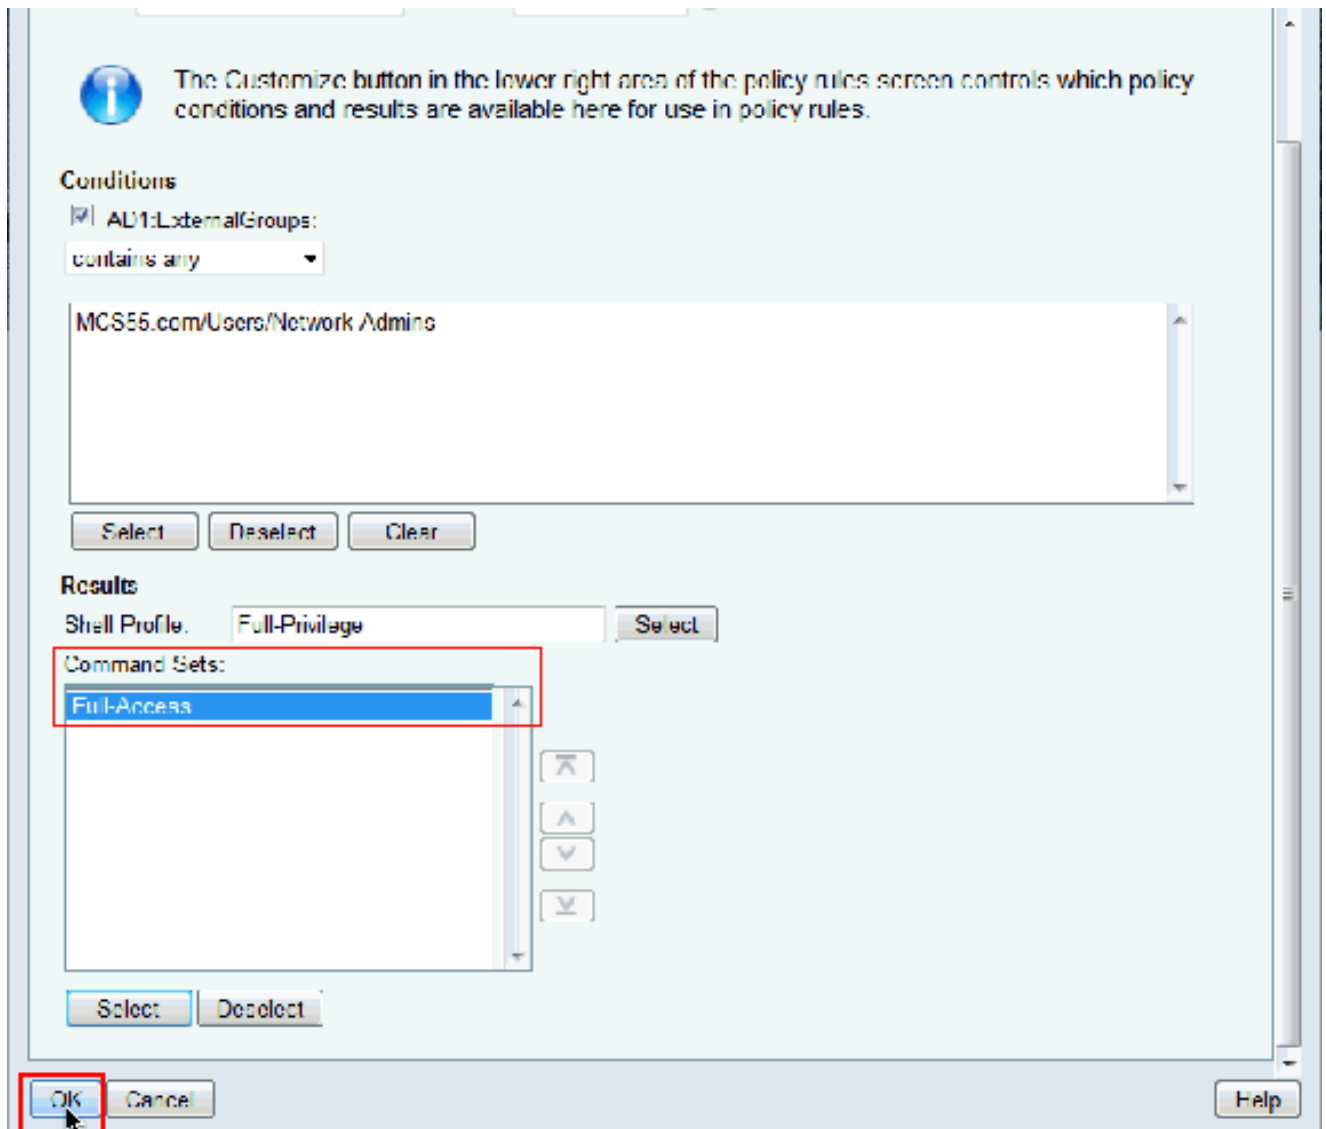 The Customize button in the lower right area of the policy rules screen controls which policy
conditions and results are available here for use in policy rules.
Conditions
AD1:ExternalGroups:
contains any
MCS55.com/Users/Network Admins
Select Deselect Clear
Results
Shell Profile: Full-Privilege Select
Command Sets:
Full-Access
Select Deselect
OK Cancel Help